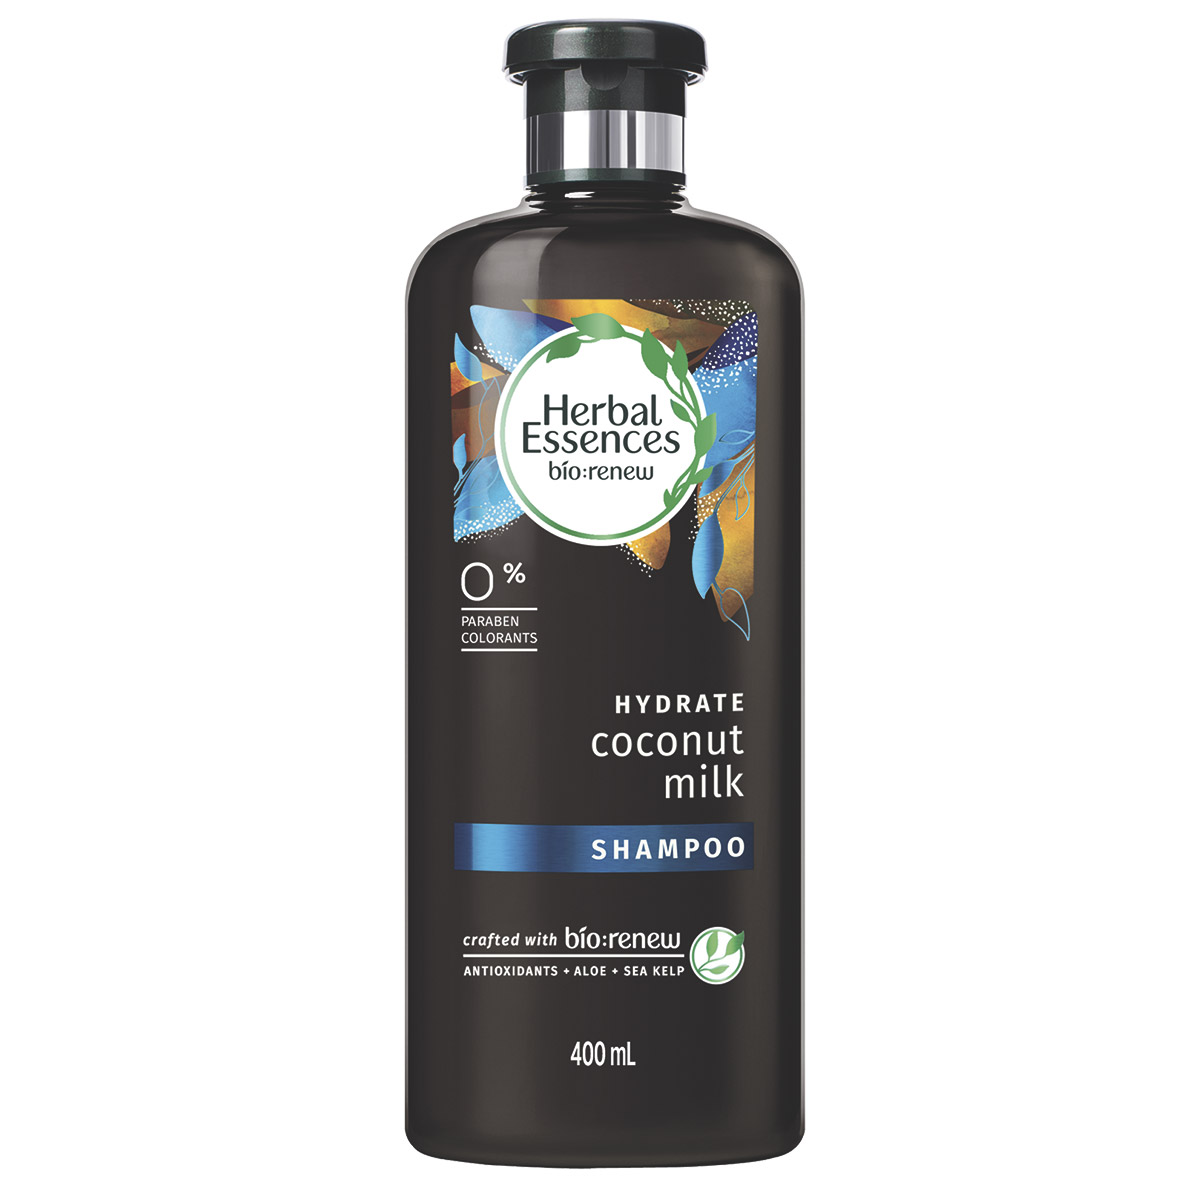 Herbal
Essences
bío:renew
0%
PARABEN
COLORANTS
HYDRATE
coconut
milk
SHAMPOO
crafted with bío:renew
ANTIOXIDANTS + ALOE + SEA KELP
400 mL